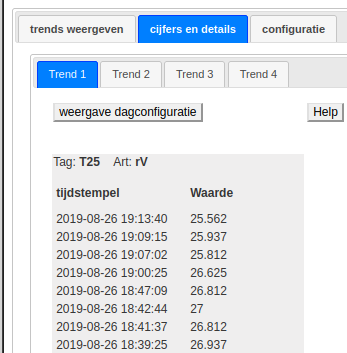 trends weergeven cijfers en details configuratie
Trend 1 Trend 2 Trend 3 Trend 4
weergave dagconfiguratie Help
Tag: T25 Art: rV
tijdstempel Waarde
2019-08-26 19:13:40 25.562
2019-08-26 19:09:15 25.937
2019-08-26 19:07:02 25.812
2019-08-26 19:00:25 26.625
2019-08-26 18:47:09 26.812
2019-08-26 18:42:44 27
2019-08-26 18:41:37 26.812
2019-08-26 18:39:25 26.937